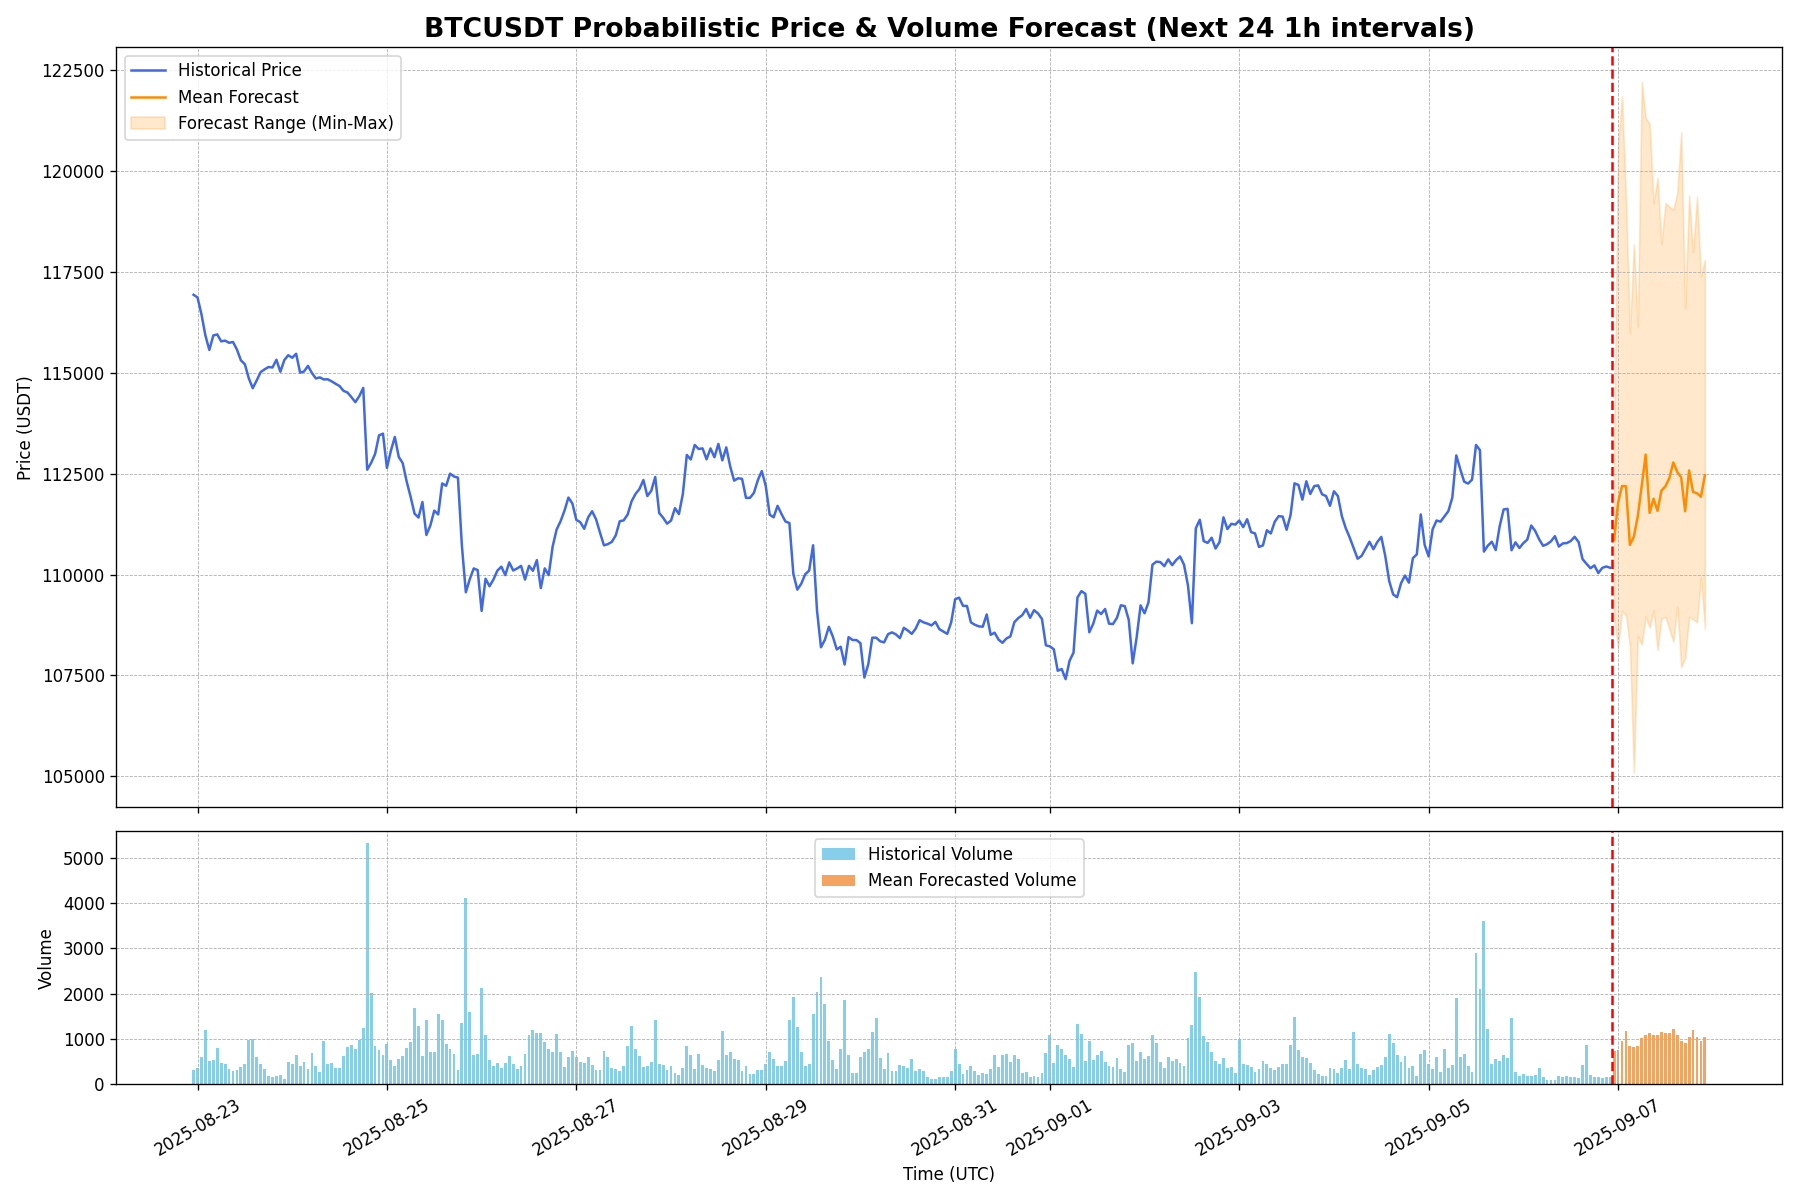 BTCUSDT Probabilistic Price & Volume Forecast (Next 24 1h intervals)
Historical Price
Mean Forecast
Forecast Range (Min-Max)
122500
120000
117500
115000
112500
110000
107500
105000
Price (USDT)
Historical Volume
Mean Forecasted Volume
5000
4000
3000
2000
1000
0
Volume
2025-08-23
2025-08-25
2025-08-27
2025-08-29
2025-08-31
2025-09-01
2025-09-03
2025-09-05
2025-09-07
Time (UTC)